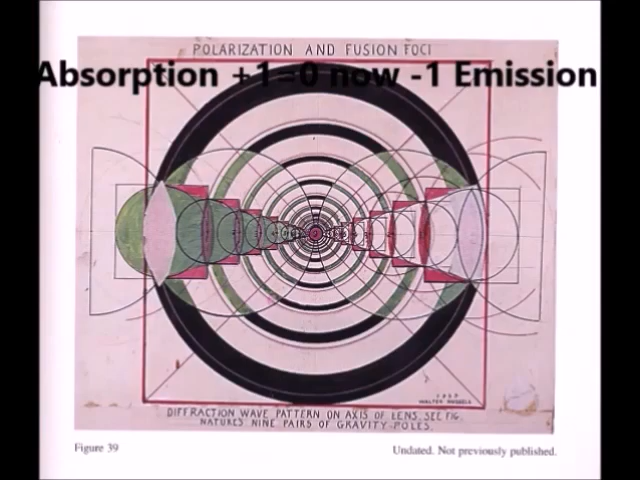 POLARIZATION AND FUSION FOCI
Absorption +1=0 now -1 Emission
WALTER RUSSELL
DIFFRACTION WAVE PATTERN ON AXIS OF LENS. SEE FIG.
NATURES NINE PAIRS OF GRAVITY-POLES.
Figure 39
Undated. Not previously published.